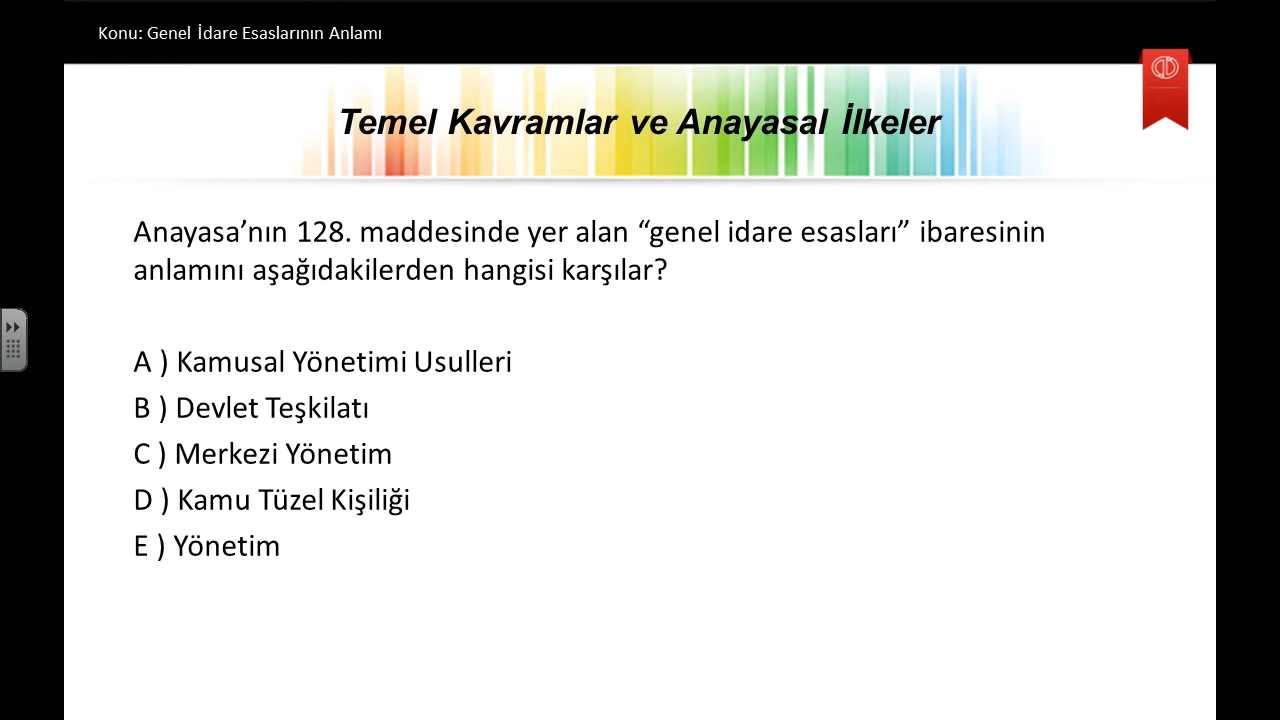 Konu: Genel İdare Esaslarının Anlamı
Temel Kavramlar ve Anayasal İlkeler
Anayasa’nın 128. maddesinde yer alan “genel idare esasları” ibaresinin
anlamını aşağıdakilerden hangisi karşılar?
A ) Kamusal Yönetimi Usulleri
B ) Devlet Teşkilatı
C ) Merkezi Yönetim
D ) Kamu Tüzel Kişiliği
E ) Yönetim